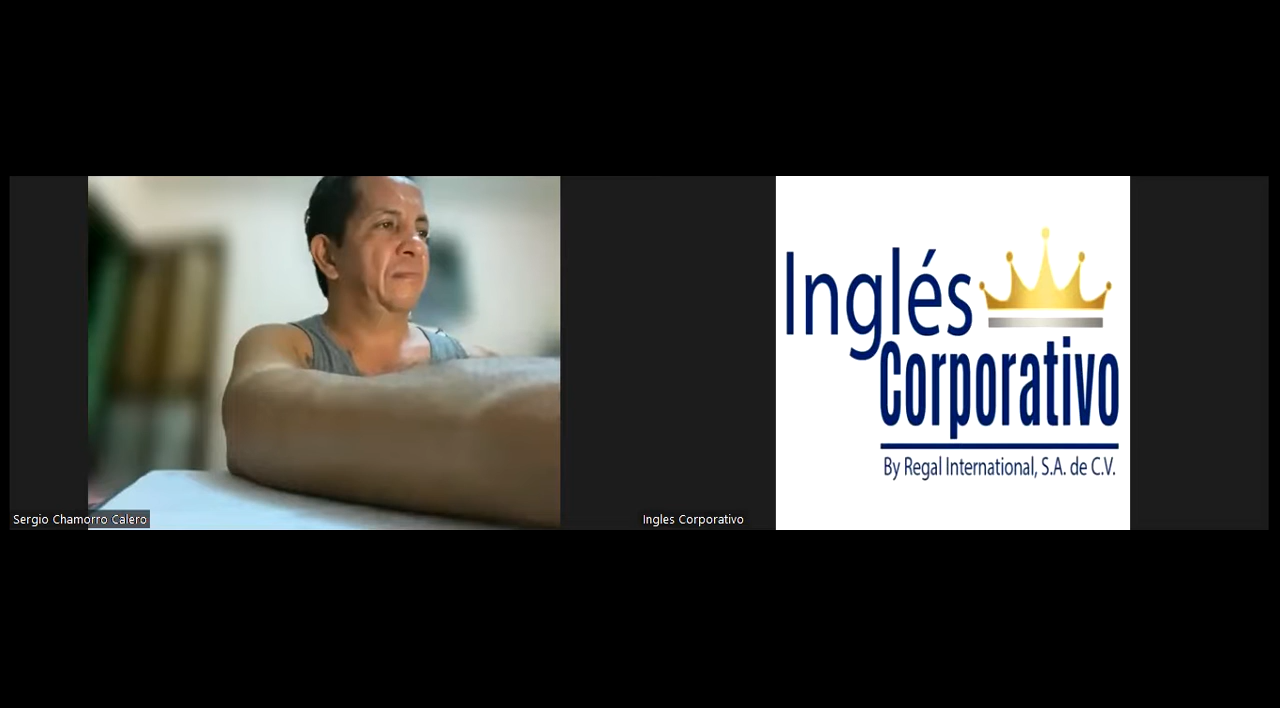 Inglés
Corporativo
By Regal International, S.A. de C.V.
Sergio Chamorro Calero
Ingles Corporativo